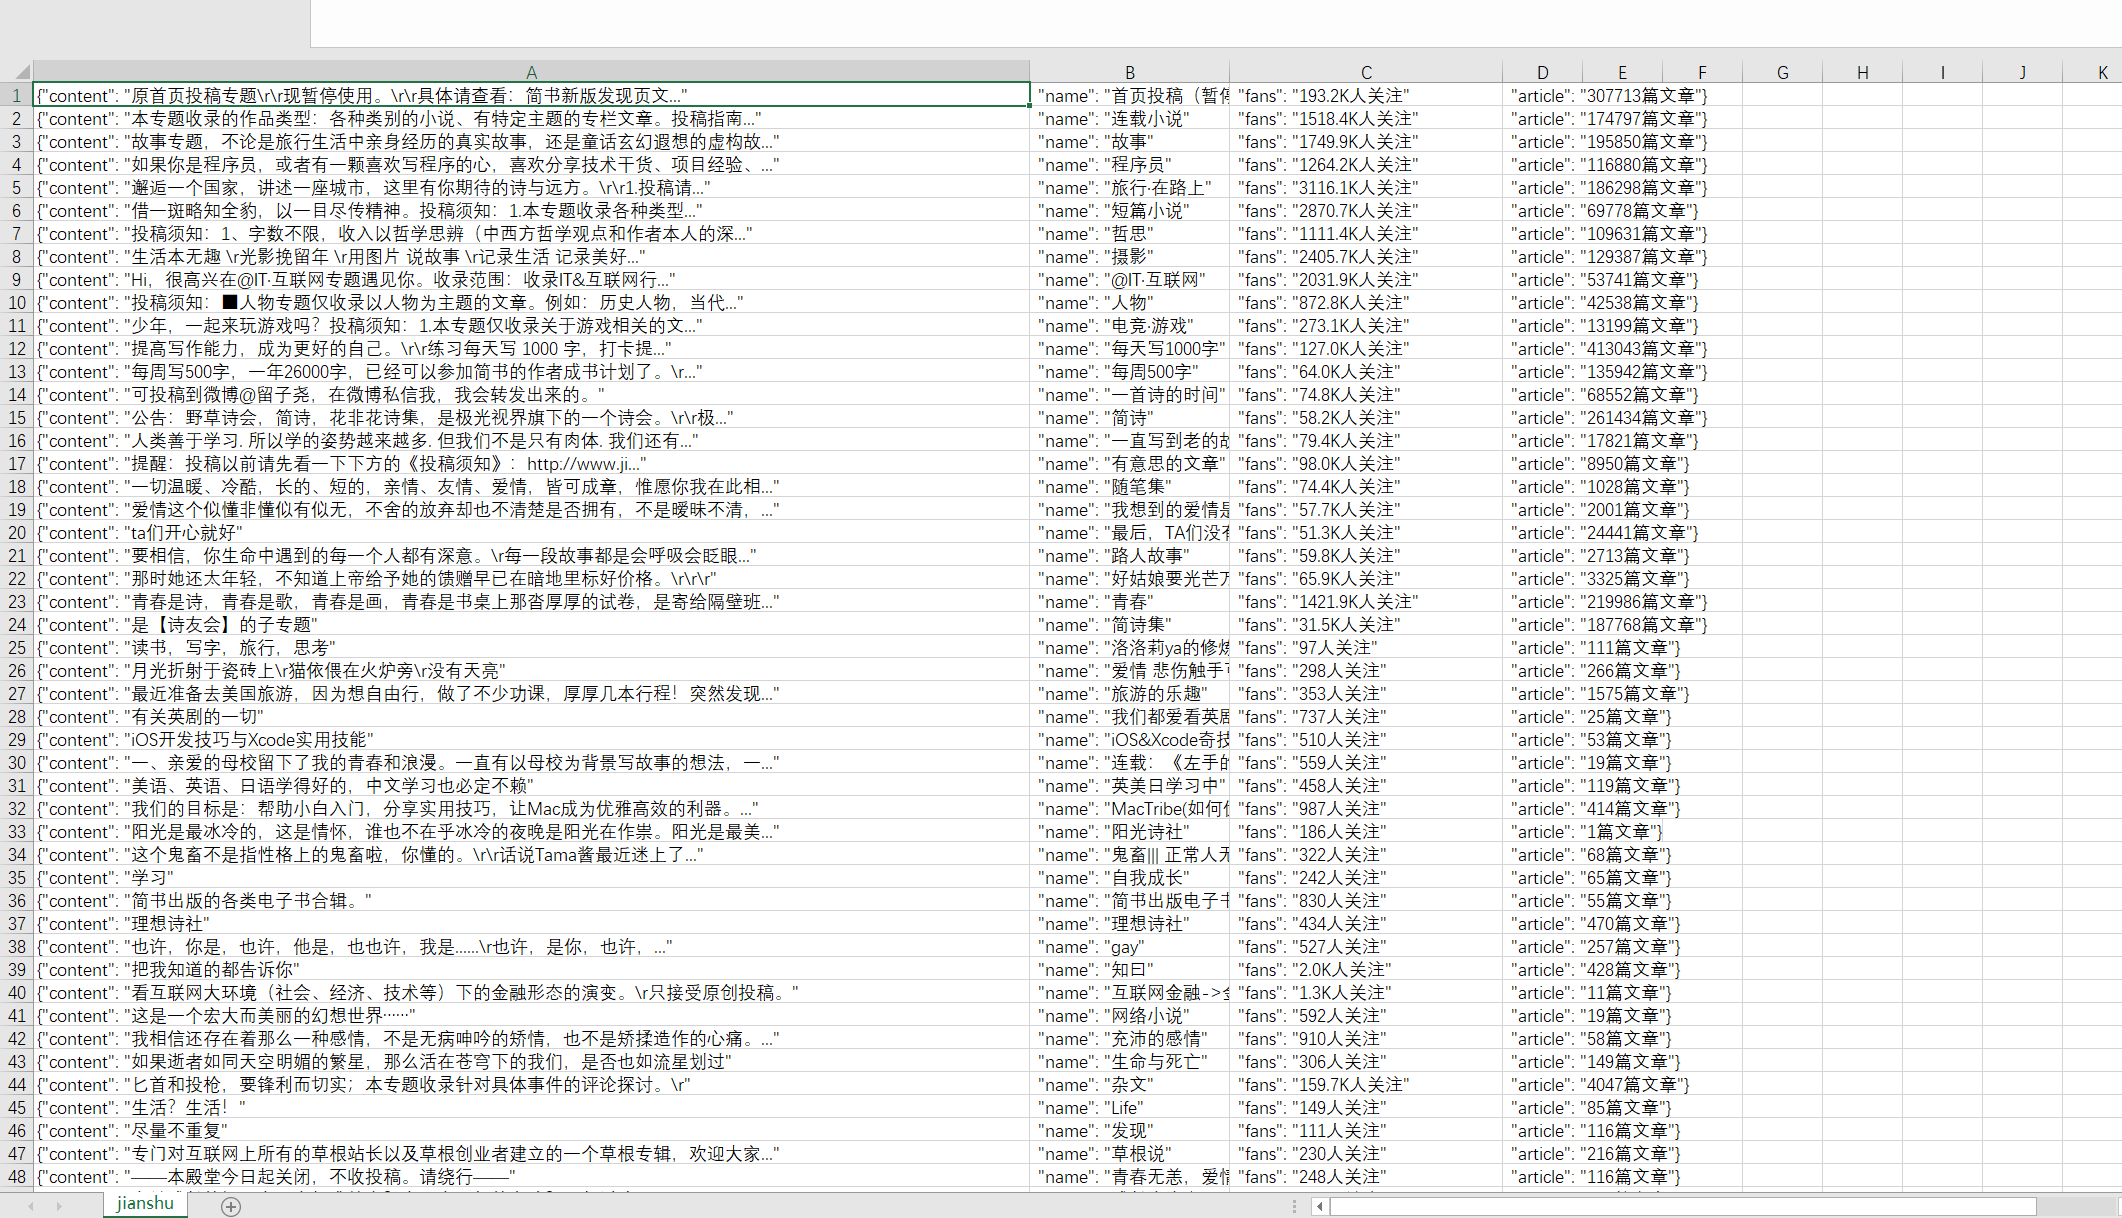 A B C D E F G H I J K
1 {"content": "原首页投稿专题\r\r现暂停使用。\r\r具体请查看：简书新版发现页文..." "name": "首页投稿（暂停 "fans": "193.2K人关注" "article": "307713篇文章"}
2 {"content": "本专题收录的作品类型：各种类别的小说、有特定主题的专栏文章。投稿指南..." "name": "连载小说" "fans": "1518.4K人关注" "article": "174797篇文章"}
3 {"content": "故事专题，不论是旅行生活中亲身经历的真实故事，还是童话玄幻遐想的虚构故..." "name": "故事" "fans": "1749.9K人关注" "article": "195850篇文章"}
4 {"content": "如果你是程序员，或者有一颗喜欢写程序的心，喜欢分享技术干货、项目经验、..." "name": "程序员" "fans": "1264.2K人关注" "article": "116880篇文章"}
5 {"content": "邂逅一个国家，讲述一座城市，这里有你期待的诗与远方。\r\r1.投稿请..." "name": "旅行·在路上" "fans": "3116.1K人关注" "article": "186298篇文章"}
6 {"content": "借一斑略知全豹，以一目尽传精神。投稿须知：1.本专题收录各种类型..." "name": "短篇小说" "fans": "2870.7K人关注" "article": "69778篇文章"}
7 {"content": "投稿须知：1、字数不限，收入以哲学思辨（中西方哲学观点和作者本人的深..." "name": "哲思" "fans": "1111.4K人关注" "article": "109631篇文章"}
8 {"content": "生活本无趣 \r光影挽留年 \r用图片 说故事 \r记录生活 记录美好..." "name": "摄影" "fans": "2405.7K人关注" "article": "129387篇文章"}
9 {"content": "Hi，很高兴在@IT·互联网专题遇见你。收录范围：收录IT&互联网行..." "name": "@IT·互联网" "fans": "2031.9K人关注" "article": "53741篇文章"}
10 {"content": "投稿须知：■人物专题仅收录以人物为主题的文章。例如：历史人物，当代..." "name": "人物" "fans": "872.8K人关注" "article": "42538篇文章"}
11 {"content": "少年，一起来玩游戏吗？投稿须知：1.本专题仅收录关于游戏相关的文..." "name": "电竞·游戏" "fans": "273.1K人关注" "article": "13199篇文章"}
12 {"content": "提高写作能力，成为更好的自己。\r\r练习每天写 1000 字，打卡提..." "name": "每天写1000字" "fans": "127.0K人关注" "article": "413043篇文章"}
13 {"content": "每周写500字，一年26000字，已经可以参加简书的作者成书计划了。\r..." "name": "每周500字" "fans": "64.0K人关注" "article": "135942篇文章"}
14 {"content": "可投稿到微博@留子尧，在微博私信我，我会转发出来的。" "name": "一首诗的时间" "fans": "74.8K人关注" "article": "68552篇文章"}
15 {"content": "公告：野草诗会，简诗，花非花诗集，是极光视界旗下的一个诗会。\r\r极..." "name": "简诗" "fans": "58.2K人关注" "article": "261434篇文章"}
16 {"content": "人类善于学习. 所以学的姿势越来越多. 但我们不是只有肉体. 我们还有..." "name": "一直写到老的故 "fans": "79.4K人关注" "article": "17821篇文章"}
17 {"content": "提醒：投稿以前请先看一下下方的《投稿须知》：http://www.ji..." "name": "有意思的文章" "fans": "98.0K人关注" "article": "8950篇文章"}
18 {"content": "一切温暖、冷酷，长的、短的，亲情、友情、爱情，皆可成章，惟愿你我在此相..." "name": "随笔集" "fans": "74.4K人关注" "article": "1028篇文章"}
19 {"content": "爱情这个似懂非懂似有似无，不舍的放弃却也不清楚是否拥有，不是暧昧不清，..." "name": "我想到的爱情是 "fans": "57.7K人关注" "article": "2001篇文章"}
20 {"content": "ta们开心就好" "name": "最后，TA们没有 "fans": "51.3K人关注" "article": "24441篇文章"}
21 {"content": "要相信，你生命中遇到的每一个人都有深意。\r每一段故事都是会呼吸会眨眼..." "name": "路人故事" "fans": "59.8K人关注" "article": "2713篇文章"}
22 {"content": "那时她还太年轻，不知道上帝给予她的馈赠早已在暗地里标好价格。\r\r\r" "name": "好姑娘要光芒万 "fans": "65.9K人关注" "article": "3325篇文章"}
23 {"content": "青春是诗，青春是歌，青春是画，青春是书桌上那沓厚厚的试卷，是寄给隔壁班..." "name": "青春" "fans": "1421.9K人关注" "article": "219986篇文章"}
24 {"content": "是【诗友会】的子专题" "name": "简诗集" "fans": "31.5K人关注" "article": "187768篇文章"}
25 {"content": "读书，写字，旅行，思考" "name": "洛洛莉ya的修炼 "fans": "97人关注" "article": "111篇文章"}
26 {"content": "月光折射于瓷砖上\r猫依偎在火炉旁\r没有天亮" "name": "爱情 悲伤触手可 "fans": "298人关注" "article": "266篇文章"}
27 {"content": "最近准备去美国旅游，因为想自由行，做了不少功课，厚厚几本行程！突然发现..." "name": "旅游的乐趣" "fans": "353人关注" "article": "1575篇文章"}
28 {"content": "有关英剧的一切" "name": "我们都爱看英剧 "fans": "737人关注" "article": "25篇文章"}
29 {"content": "iOS开发技巧与Xcode实用技能" "name": "iOS&Xcode奇技 "fans": "510人关注" "article": "53篇文章"}
30 {"content": "一、亲爱的母校留下了我的青春和浪漫。一直有以母校为背景写故事的想法，一..." "name": "连载：《左手的 "fans": "559人关注" "article": "19篇文章"}
31 {"content": "美语、英语、日语学得好的，中文学习也必定不赖" "name": "英美日学习中" "fans": "458人关注" "article": "119篇文章"}
32 {"content": "我们的目标是：帮助小白入门，分享实用技巧，让Mac成为优雅高效的利器。..." "name": "MacTribe(如何优 "fans": "987人关注" "article": "414篇文章"}
33 {"content": "阳光是最冰冷的，这是情怀，谁也不在乎冰冷的夜晚是阳光在作祟。阳光是最美..." "name": "阳光诗社" "fans": "186人关注" "article": "1篇文章"}
34 {"content": "这个鬼畜不是指性格上的鬼畜啦，你懂的。\r\r话说Tama酱最近迷上了..." "name": "鬼畜||| 正常人无 "fans": "322人关注" "article": "68篇文章"}
35 {"content": "学习" "name": "自我成长" "fans": "242人关注" "article": "65篇文章"}
36 {"content": "简书出版的各类电子书合辑。" "name": "简书出版电子书 "fans": "830人关注" "article": "55篇文章"}
37 {"content": "理想诗社" "name": "理想诗社" "fans": "434人关注" "article": "470篇文章"}
38 {"content": "也许，你是，也许，他是，也也许，我是......\r也许，是你，也许，..." "name": "gay" "fans": "527人关注" "article": "257篇文章"}
39 {"content": "把我知道的都告诉你" "name": "知曰" "fans": "2.0K人关注" "article": "428篇文章"}
40 {"content": "看互联网大环境（社会、经济、技术等）下的金融形态的演变。\r只接受原创投稿。" "name": "互联网金融->金 "fans": "1.3K人关注" "article": "11篇文章"}
41 {"content": "这是一个宏大而美丽的幻想世界······" "name": "网络小说" "fans": "592人关注" "article": "19篇文章"}
42 {"content": "我相信还存在着那么一种感情，不是无病呻吟的矫情，也不是矫揉造作的心痛。..." "name": "充沛的感情" "fans": "910人关注" "article": "58篇文章"}
43 {"content": "如果逝者如同天空明媚的繁星，那么活在苍穹下的我们，是否也如流星划过" "name": "生命与死亡" "fans": "306人关注" "article": "149篇文章"}
44 {"content": "匕首和投枪，要锋利而切实；本专题收录针对具体事件的评论探讨。\r" "name": "杂文" "fans": "159.7K人关注" "article": "4047篇文章"}
45 {"content": "生活？生活！" "name": "Life" "fans": "149人关注" "article": "85篇文章"}
46 {"content": "尽量不重复" "name": "发现" "fans": "111人关注" "article": "116篇文章"}
47 {"content": "专门对互联网上所有的草根站长以及草根创业者建立的一个草根专辑，欢迎大家..." "name": "草根说" "fans": "230人关注" "article": "216篇文章"}
48 {"content": "——本殿堂今日起关闭，不收投稿。请绕行——" "name": "青春无恙，爱情 "fans": "248人关注" "article": "116篇文章"}
jianshu